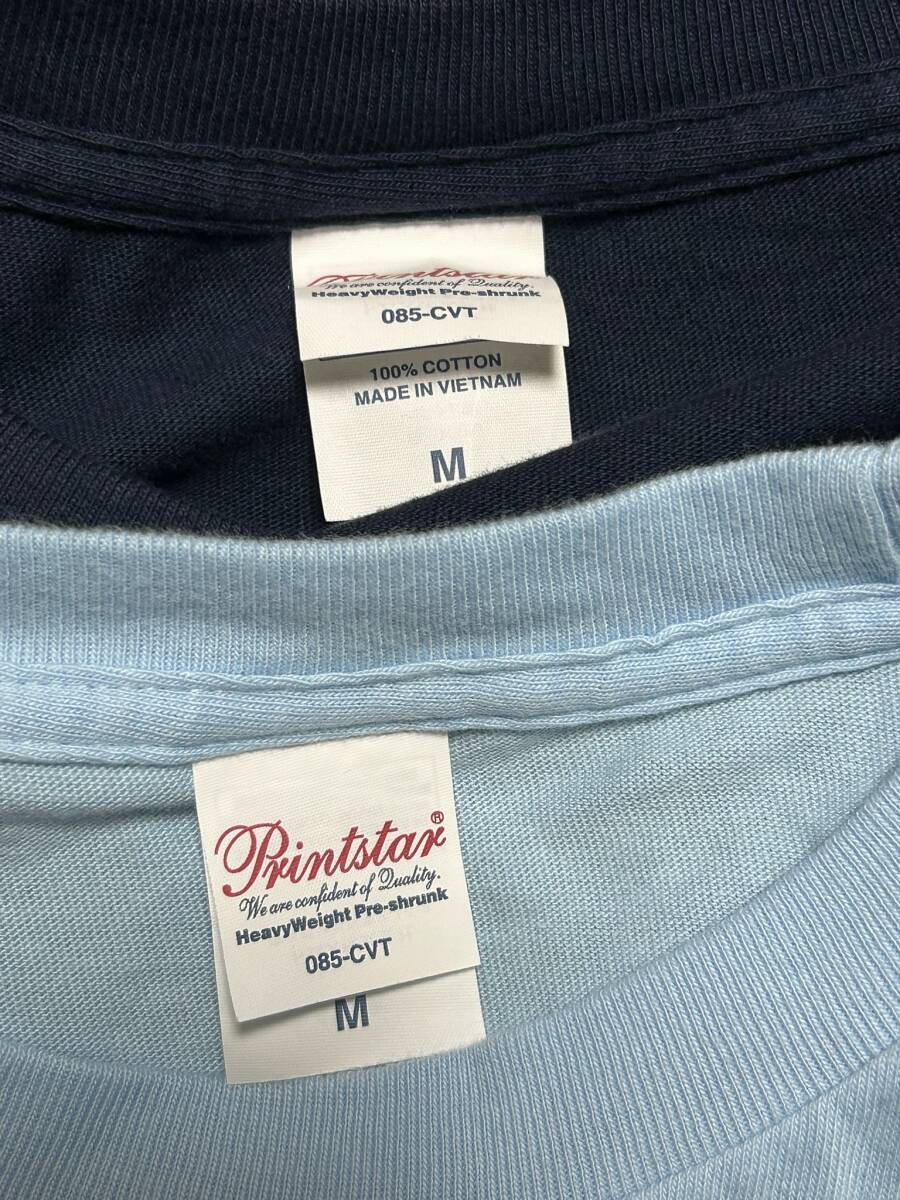 Printstar
We are confident of Quality.
HeavyWeight Pre-shrunk
085-CVT
100% COTTON
MADE IN VIETNAM
M
Printstar®
We are confident of Quality.
HeavyWeight Pre-shrunk
085-CVT
M